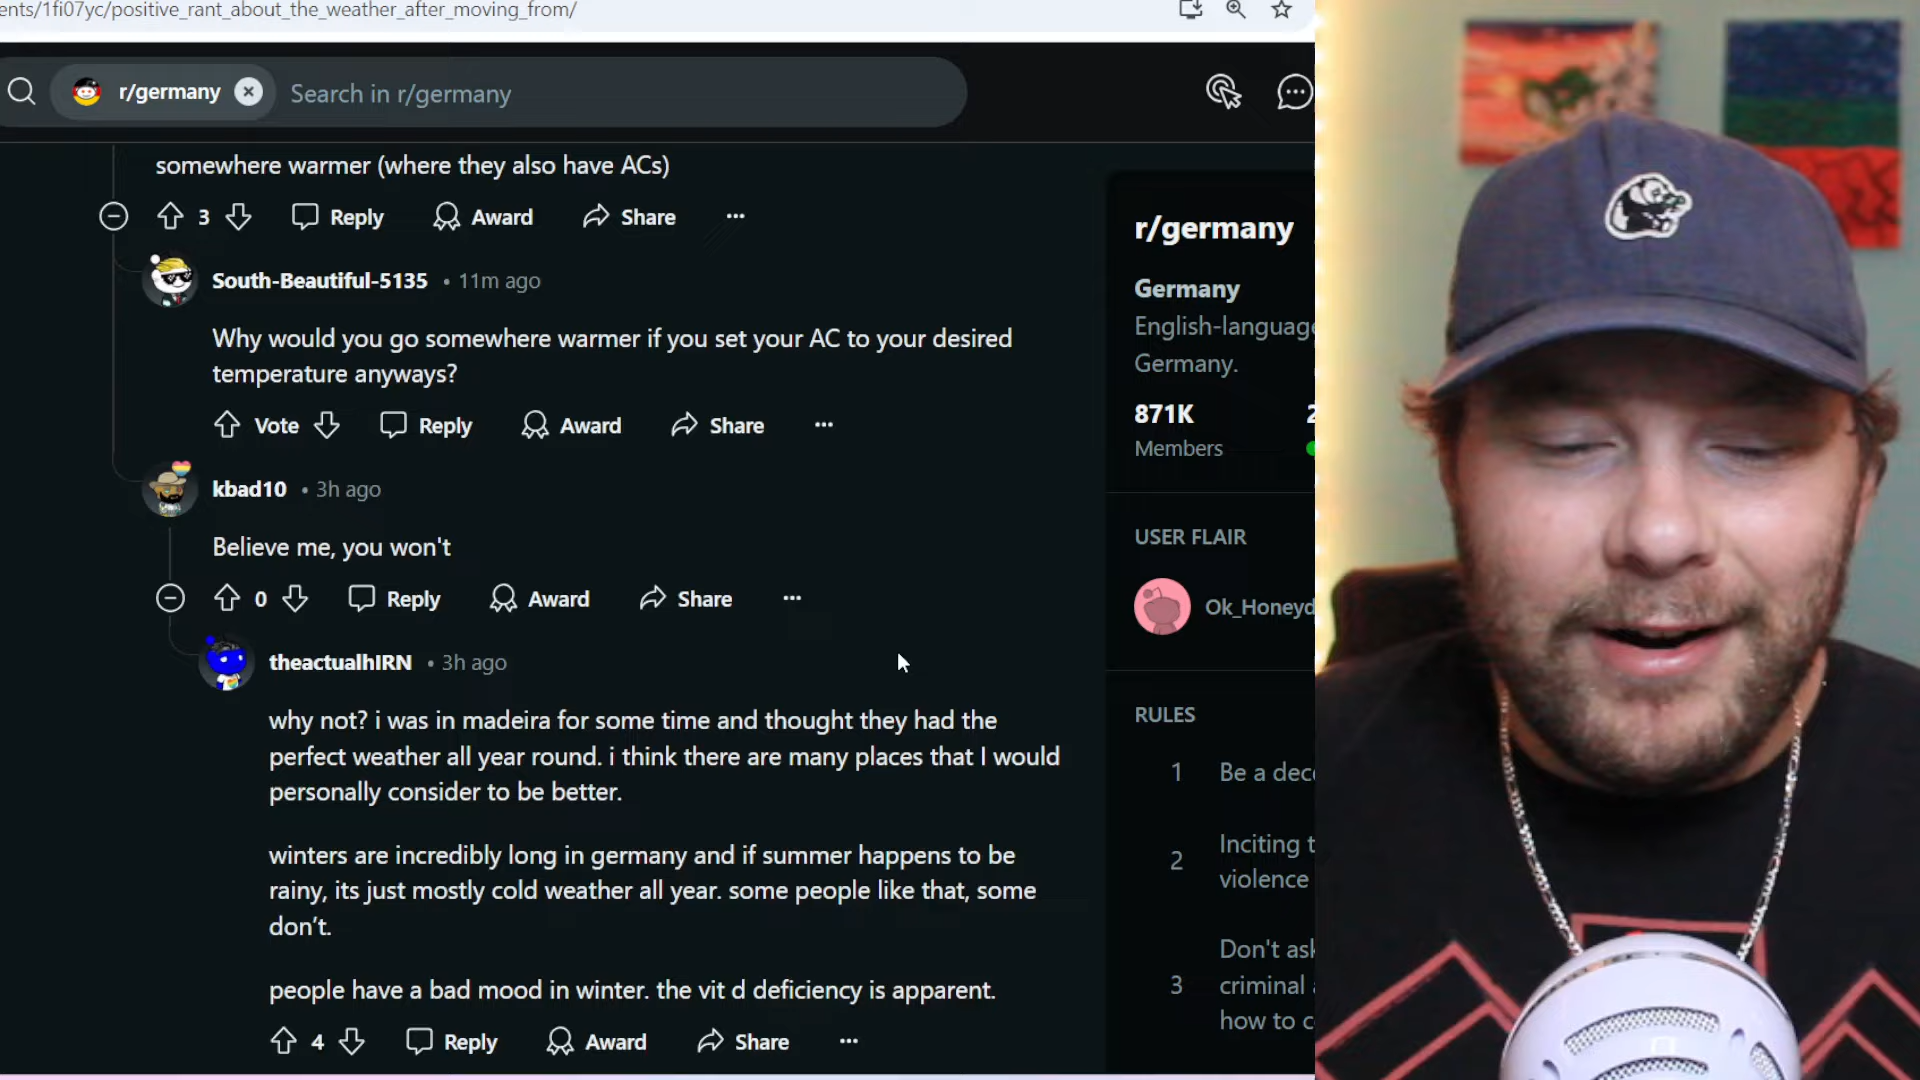 ents/1fi07yc/positive_rant_about_the_weather_after_moving_from/
r/germany
Search in r/germany
somewhere warmer (where they also have ACs)
3 Reply Award Share
South-Beautiful-5135 • 11m ago
Why would you go somewhere warmer if you set your AC to your desired
temperature anyways?
Vote Reply Award Share
kbad10 • 3h ago
Believe me, you won't
0 Reply Award Share
theactualhIRN • 3h ago
why not? i was in madeira for some time and thought they had the
perfect weather all year round. i think there are many places that I would
personally consider to be better.
winters are incredibly long in germany and if summer happens to be
rainy, its just mostly cold weather all year. some people like that, some
don’t.
people have a bad mood in winter. the vit d deficiency is apparent.
4 Reply Award Share
r/germany
Germany
English-language
Germany.
871K 2
Members
USER FLAIR
Ok_Honeyd
RULES
1 Be a dec
2 Inciting t
violence
3 Don't ask
criminal a
how to c